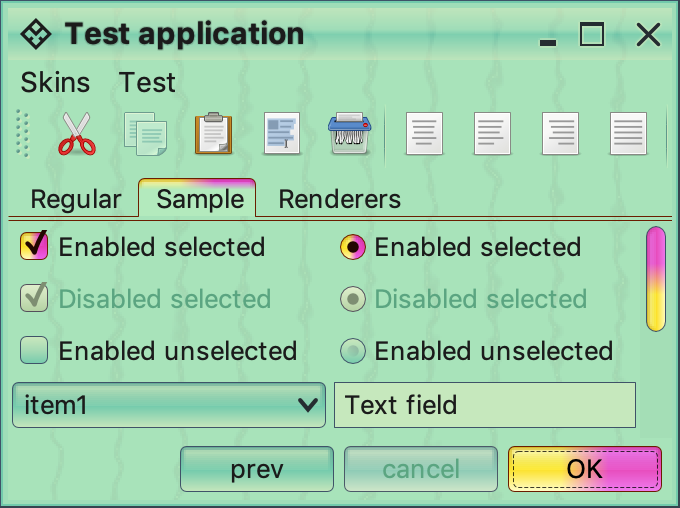 Test application
Skins Test
Regular Sample Renderers
Enabled selected Enabled selected
Disabled selected Disabled selected
Enabled unselected Enabled unselected
item1 Text field
prev cancel OK